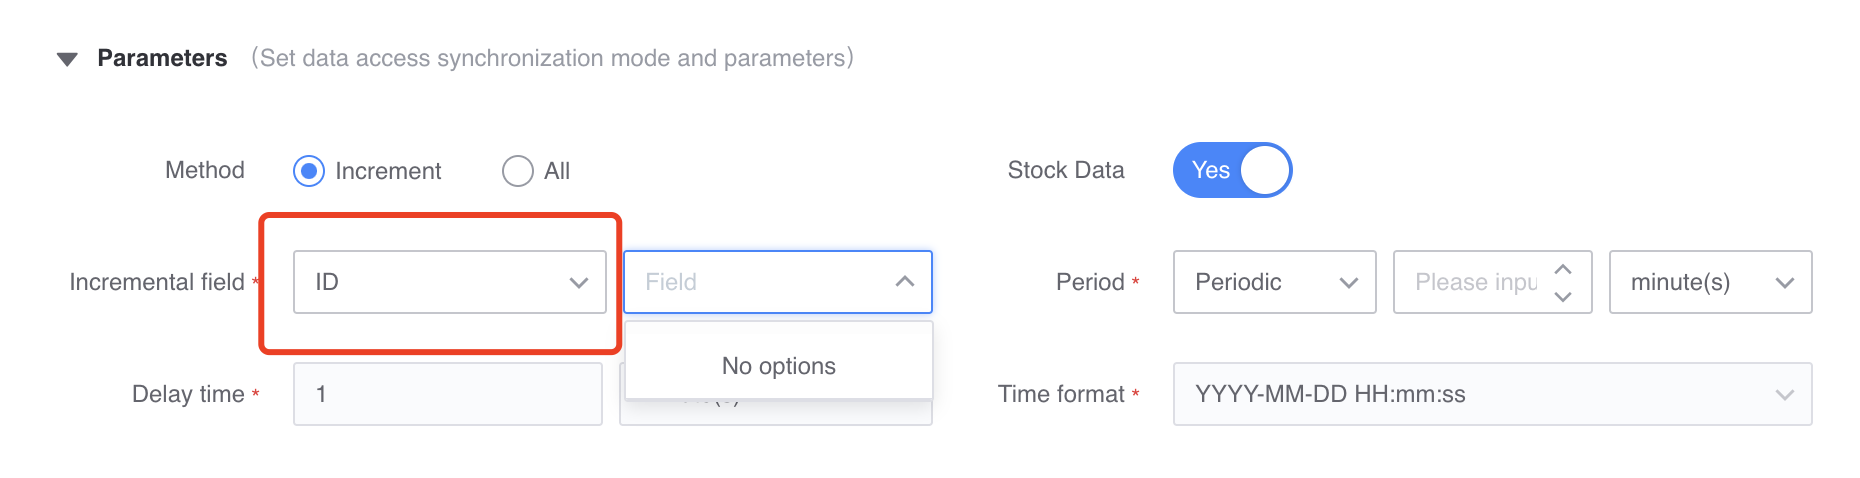 Parameters (Set data access synchronization mode and parameters)
Method Increment All Stock Data Yes
Incremental field * ID Field Period * Periodic Please inpu minute(s)
No options
Delay time * 1 Time format * YYYY-MM-DD HH:mm:ss